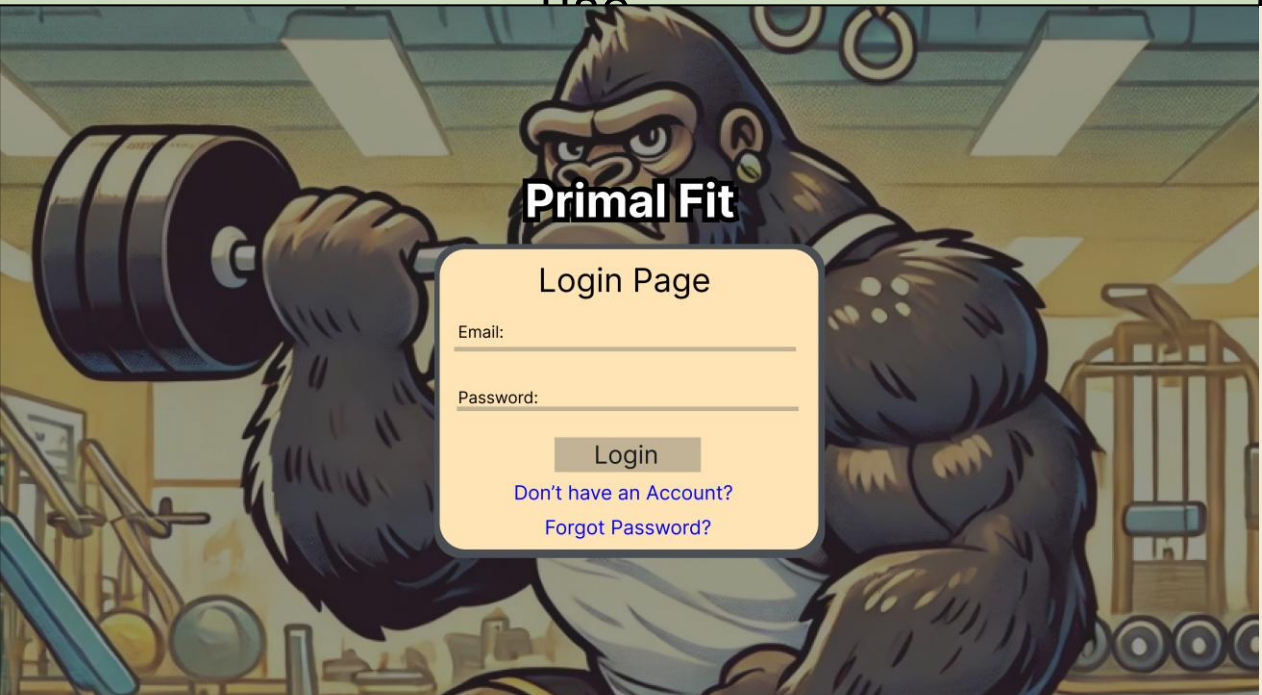 Primal Fit
Login Page
Email:
Password:
Login
Don’t have an Account?
Forgot Password?